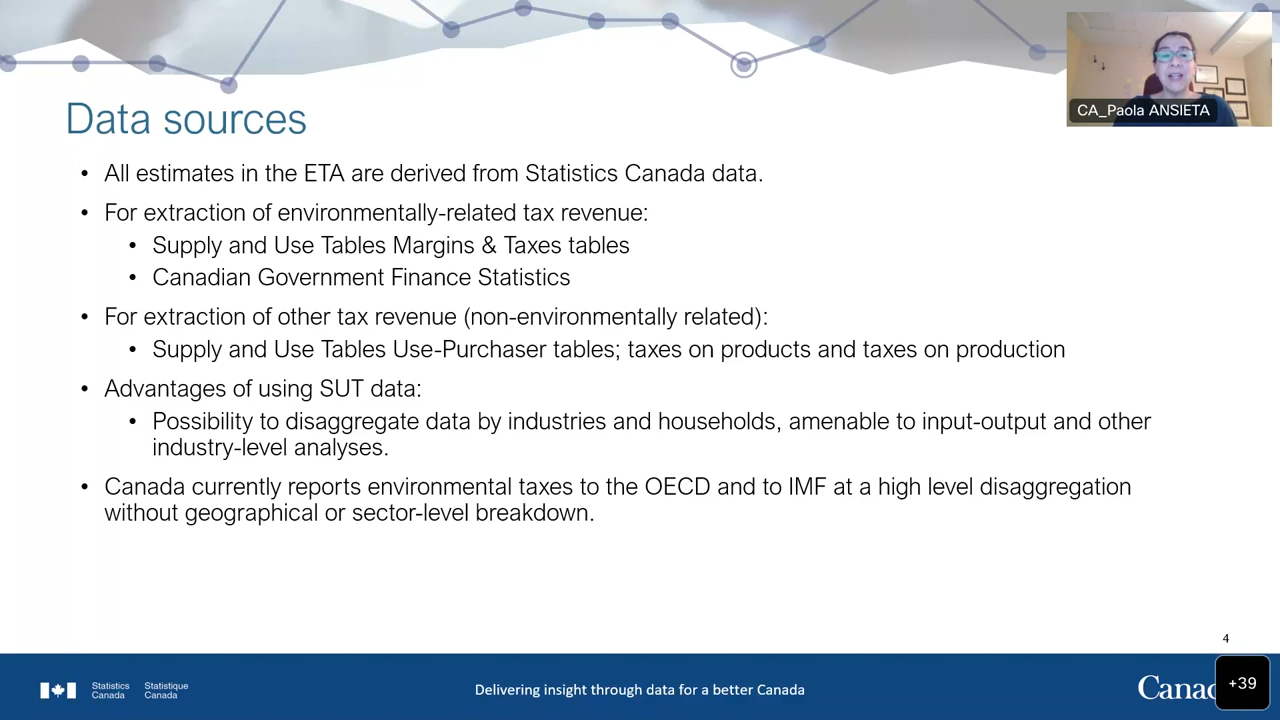 CA_Paola ANSIETA
Data sources
• All estimates in the ETA are derived from Statistics Canada data.
• For extraction of environmentally-related tax revenue:
• Supply and Use Tables Margins & Taxes tables
• Canadian Government Finance Statistics
• For extraction of other tax revenue (non-environmentally related):
• Supply and Use Tables Use-Purchaser tables; taxes on products and taxes on production
• Advantages of using SUT data:
• Possibility to disaggregate data by industries and households, amenable to input-output and other
industry-level analyses.
• Canada currently reports environmental taxes to the OECD and to IMF at a high level disaggregation
without geographical or sector-level breakdown.
4
Statistics Statistique
Canada Canada
Delivering insight through data for a better Canada
+39